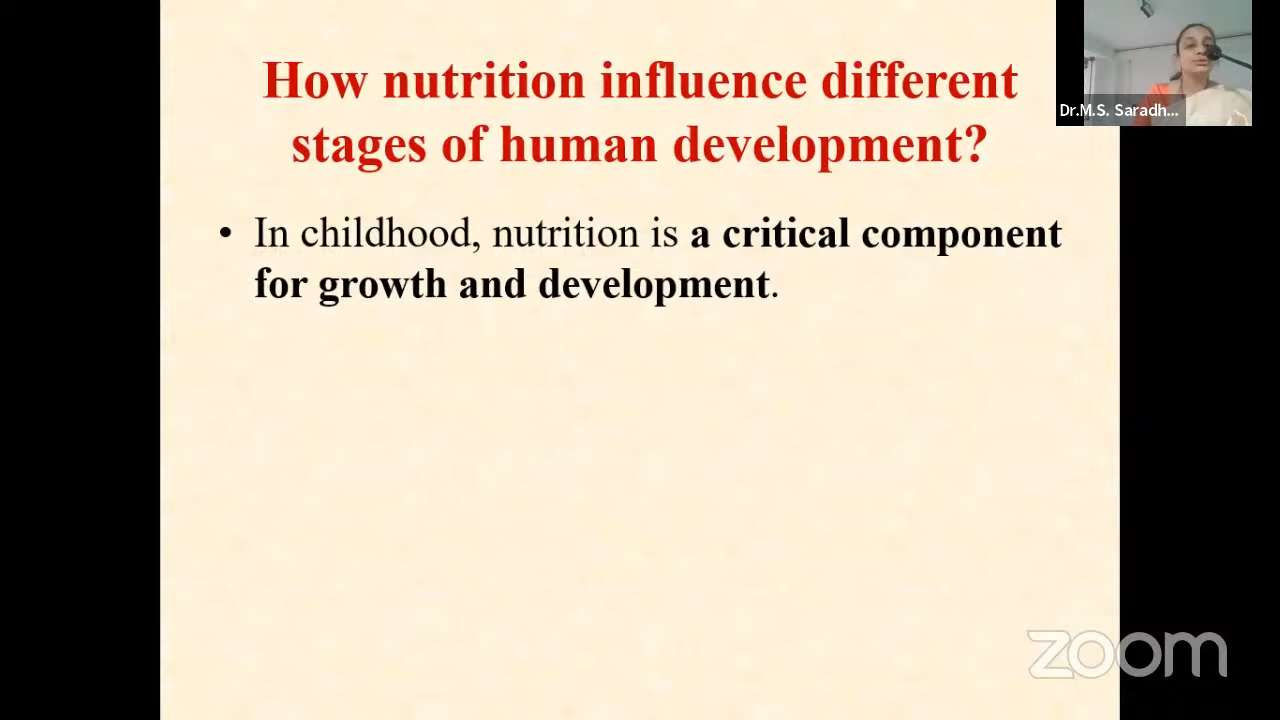 How nutrition influence different
stages of human development?
• In childhood, nutrition is a critical component
for growth and development.
Dr.M.S. Saradh...
zoom